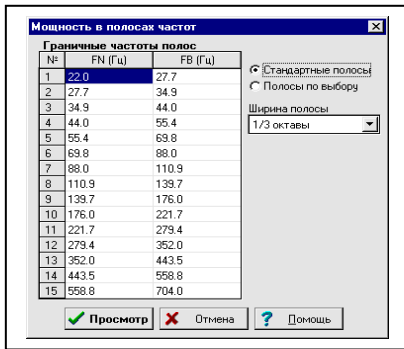 Мощность в полосах частот
Граничные частоты полос
№ FN (Гц) FB (Гц)
1 22.0 27.7
2 27.7 34.9
3 34.9 44.0
4 44.0 55.4
5 55.4 69.8
6 69.8 88.0
7 88.0 110.9
8 110.9 139.7
9 139.7 176.0
10 176.0 221.7
11 221.7 279.4
12 279.4 352.0
13 352.0 443.5
14 443.5 558.8
15 558.8 704.0
Стандартные полосы
Полосы по выбору
Ширина полосы
1/3 октавы
Просмотр
Отмена
? Помощь